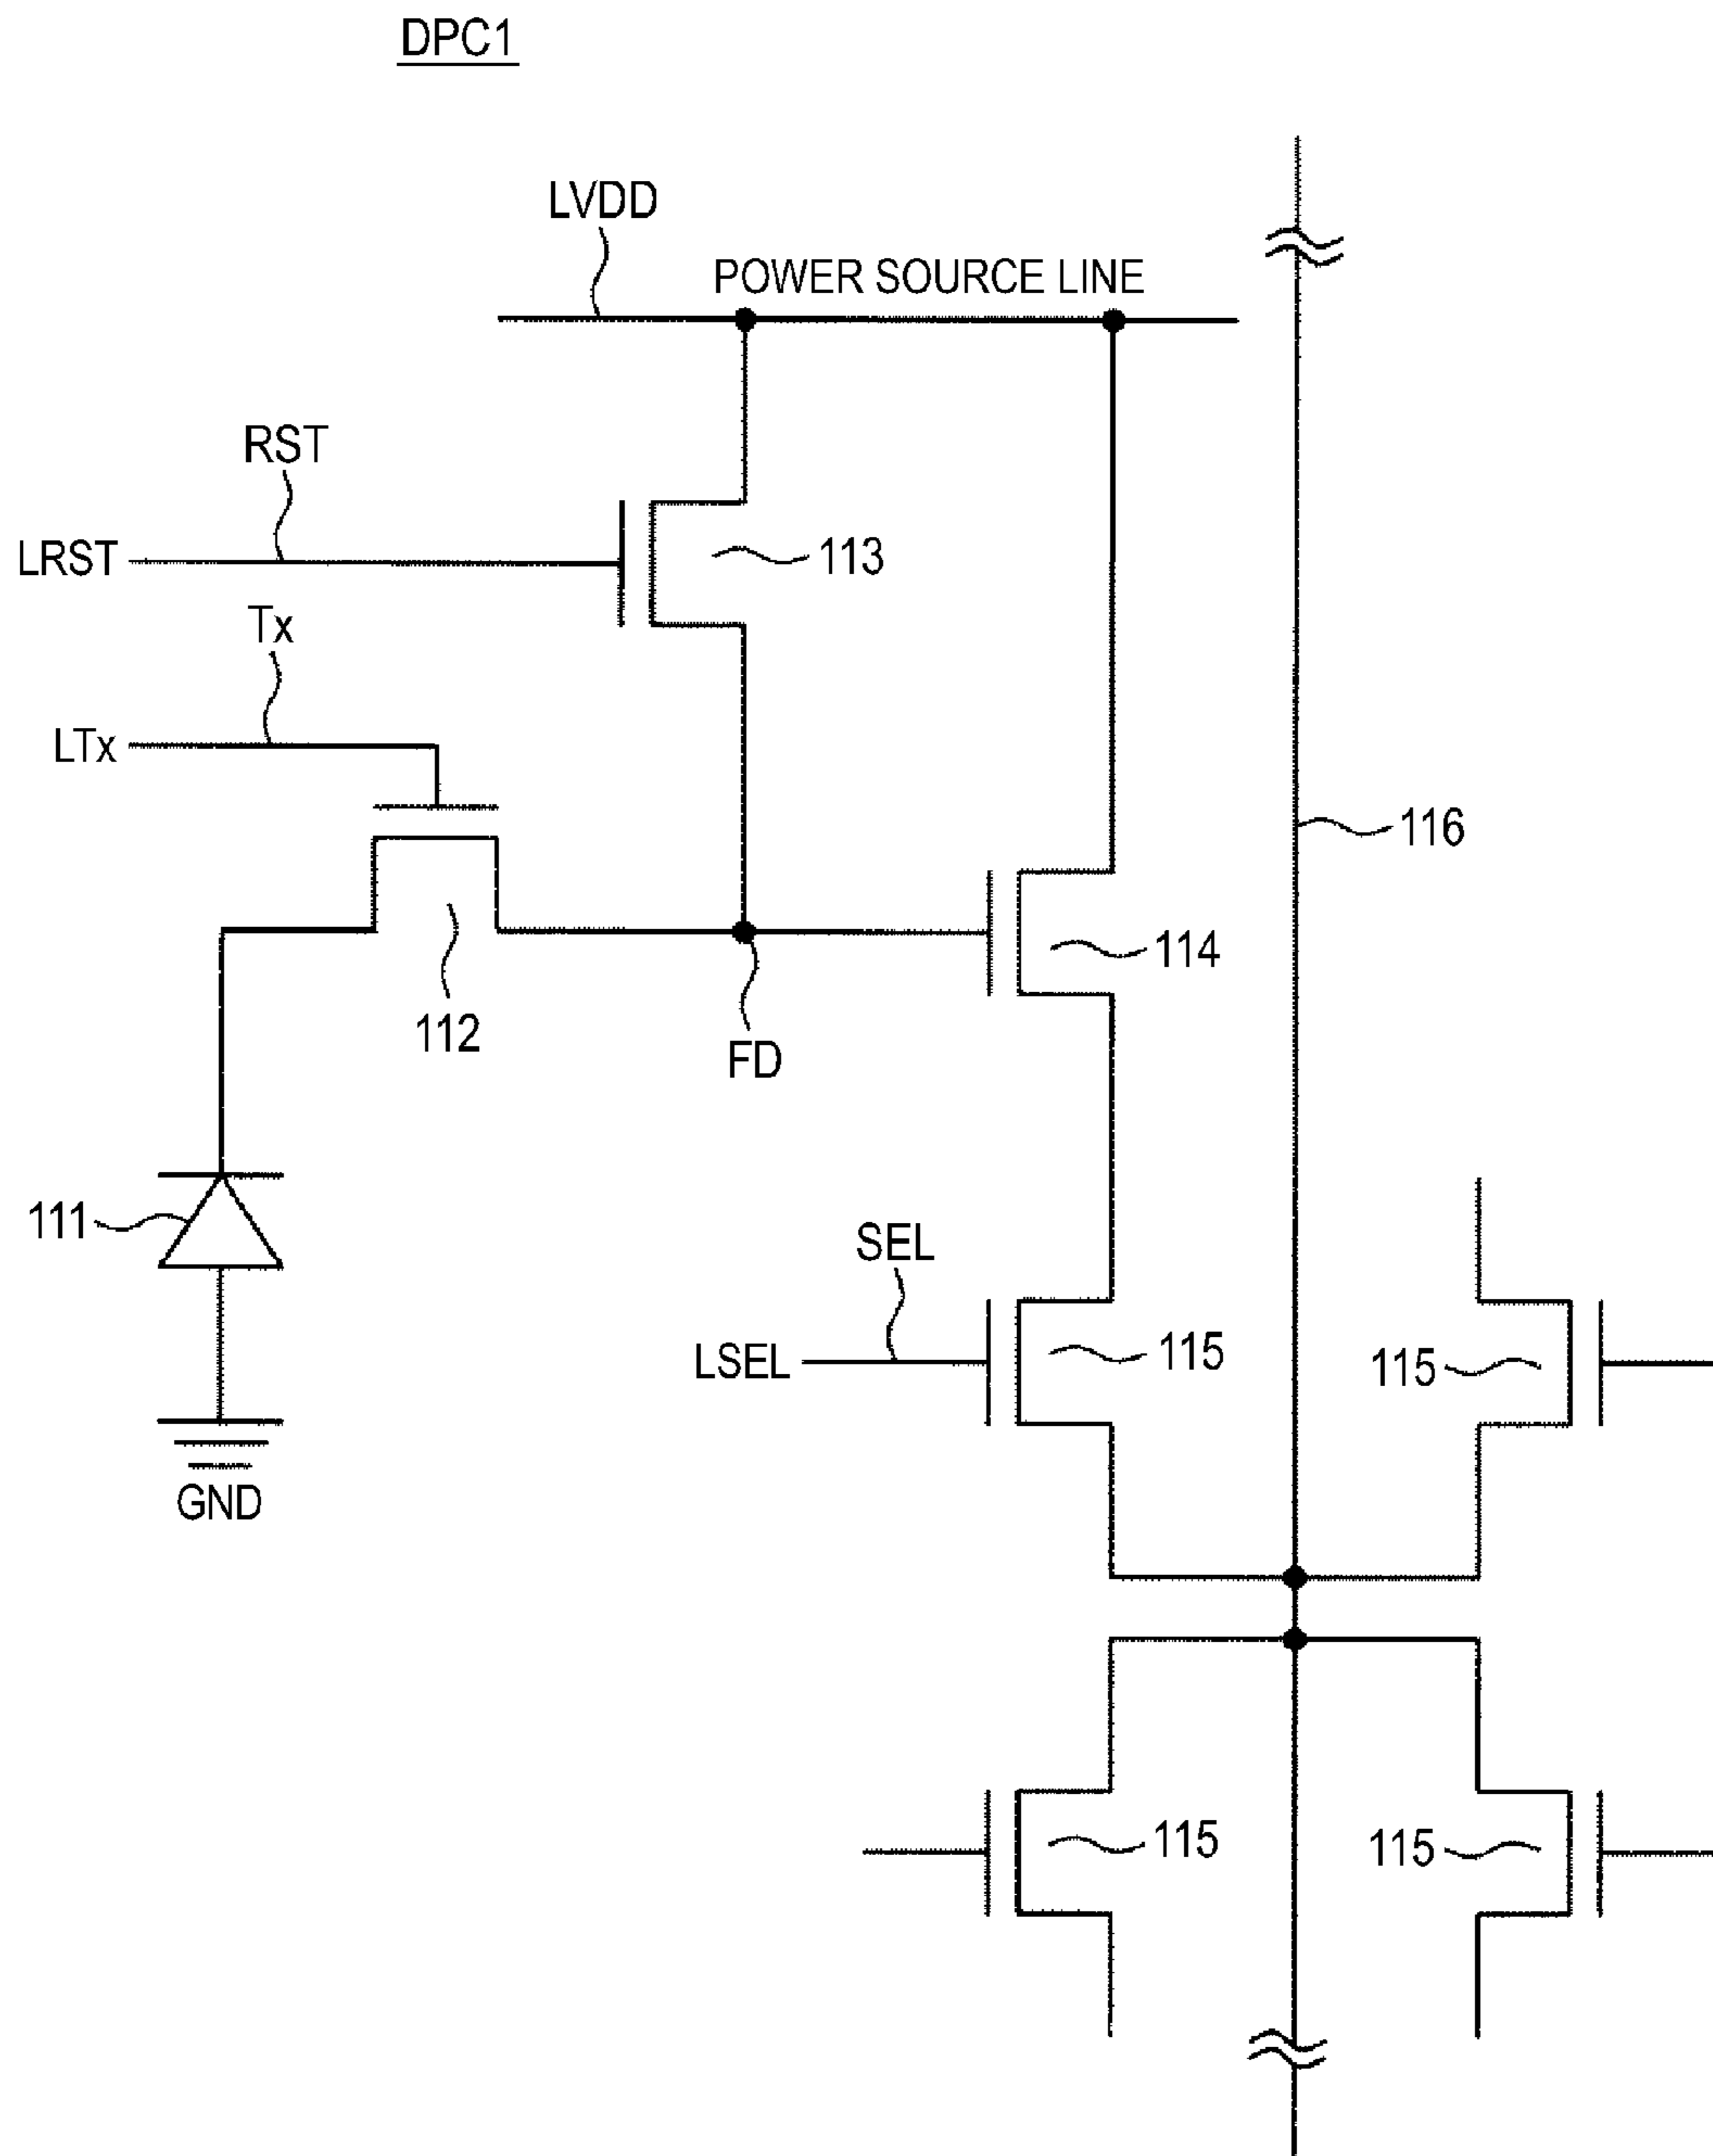 DPC1
LVDD
POWER SOURCE LINE
RST
LRST
113
Tx
LTx
116
114
112
FD
111
SEL
LSEL
115
115
GND
115
115